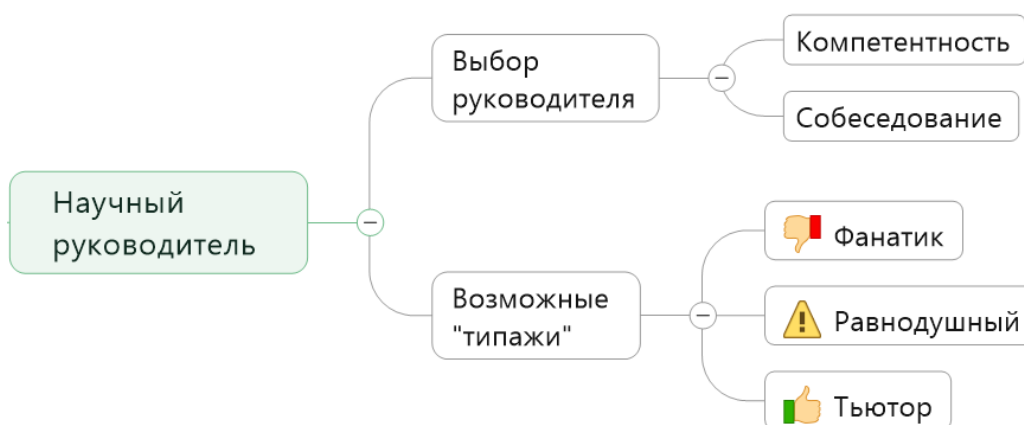 Научный
руководитель
Выбор
руководителя
Компетентность
Собеседование
Возможные
"типажи"
Фанатик
Равнодушный
Тьютор